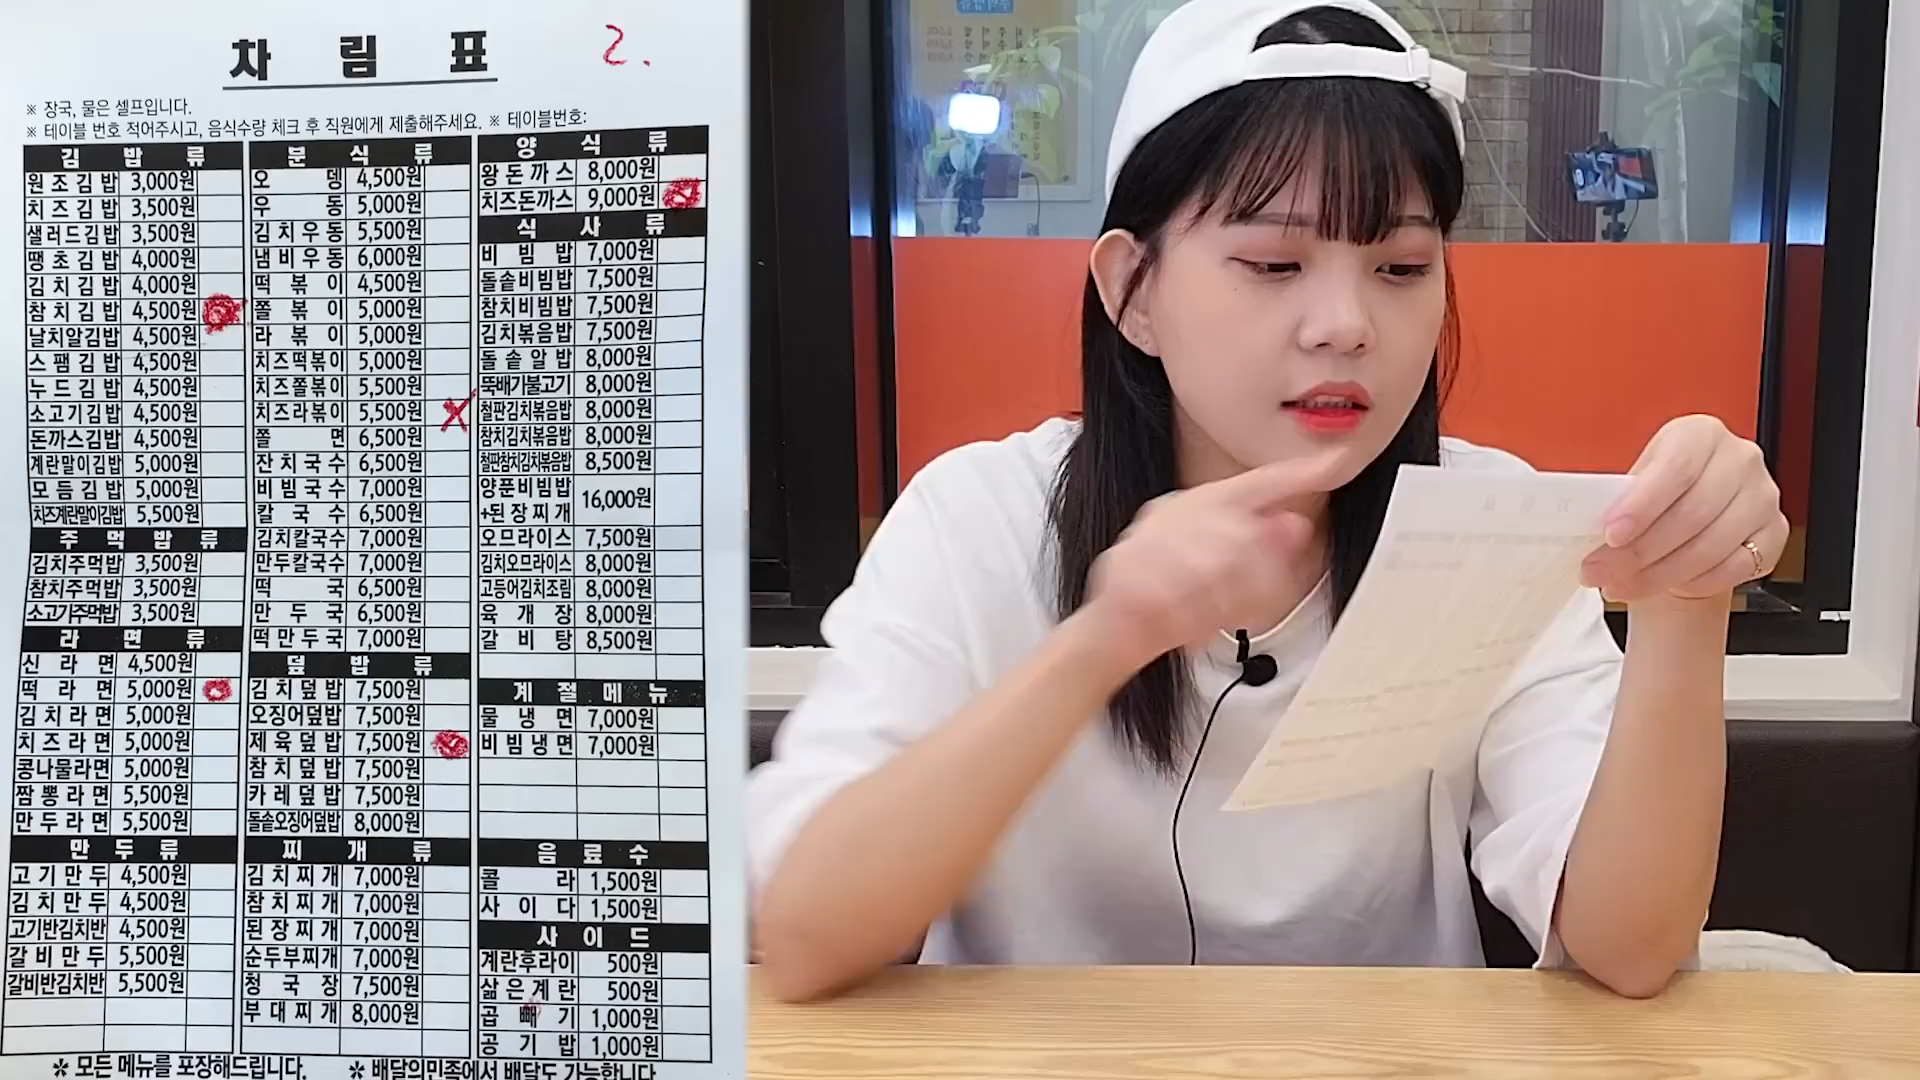 차 림 표
2.
※ 장국, 물은 셀프입니다.
※ 테이블 번호 적어주시고, 음식수량 체크 후 직원에게 제출해주세요. ※ 테이블번호:
김 밥 류
원조김밥 3,000원
치즈김밥 3,500원
샐러드김밥 3,500원
땡초김밥 4,000원
김치김밥 4,000원
참치김밥 4,500원
날치알김밥 4,500원
스팸김밥 4,500원
누드김밥 4,500원
소고기김밥 4,500원
돈까스김밥 4,500원
계란말이김밥 5,000원
모듬김밥 5,000원
치즈계란말이김밥 5,500원
주 먹 밥 류
김치주먹밥 3,500원
참치주먹밥 3,500원
소고기주먹밥 3,500원
라 면 류
신라면 4,500원
떡라면 5,000원
김치라면 5,000원
치즈라면 5,000원
콩나물라면 5,000원
짬뽕라면 5,500원
만두라면 5,500원
만 두 류
고기만두 4,500원
김치만두 4,500원
고기반김치반 4,500원
갈비만두 5,500원
갈비반김치반 5,500원
분 식 류
오뎅 4,500원
우동 5,000원
김치우동 5,500원
냄비우동 6,000원
떡볶이 4,500원
쫄볶이 5,000원
라볶이 5,000원
치즈떡볶이 5,000원
치즈쫄볶이 5,500원
치즈라볶이 5,500원
쫄면 6,500원
잔치국수 6,500원
비빔국수 7,000원
칼국수 6,500원
김치칼국수 7,000원
만두칼국수 7,000원
떡국 6,500원
만두국 6,500원
떡만두국 7,000원
덮 밥 류
김치덮밥 7,500원
오징어덮밥 7,500원
제육덮밥 7,500원
참치덮밥 7,500원
카레덮밥 7,500원
돌솥오징어덮밥 8,000원
찌 개 류
김치찌개 7,000원
참치찌개 7,000원
된장찌개 7,000원
순두부찌개 7,000원
청국장 7,500원
부대찌개 8,000원
양 식 류
왕돈까스 8,000원
치즈돈까스 9,000원
식 사 류
비빔밥 7,000원
돌솥비빔밥 7,500원
참치비빔밥 7,500원
김치볶음밥 7,500원
돌솥알밥 8,000원
뚝배기불고기 8,000원
철판김치볶음밥 8,000원
참치김치볶음밥 8,000원
철판참치김치볶음밥 8,500원
양푼비빔밥
+된장찌개 16,000원
오므라이스 7,500원
김치오므라이스 8,000원
고등어김치조림 8,000원
육개장 8,000원
갈비탕 8,500원
계 절 메 뉴
물냉면 7,000원
비빔냉면 7,000원
음 료 수
콜라 1,500원
사이다 1,500원
사 이 드
계란후라이 500원
삶은계란 500원
곱빼기 1,000원
공기밥 1,000원
※ 모든 메뉴를 포장해드립니다.
※ 배달의민족에서 배달도 가능합니다